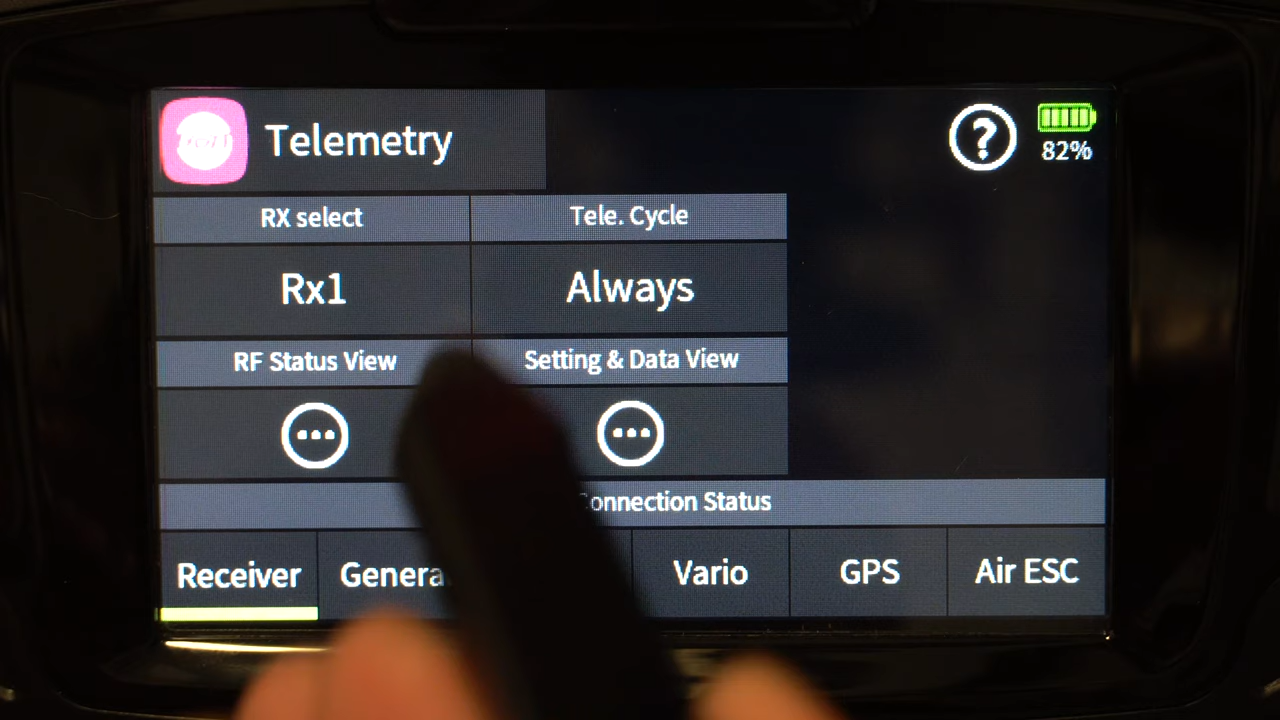 Telemetry
82%
RX select
Tele. Cycle
Rx1
Always
RF Status View
Setting & Data View
onnection Status
Receiver
Genera
Vario
GPS
Air ESC